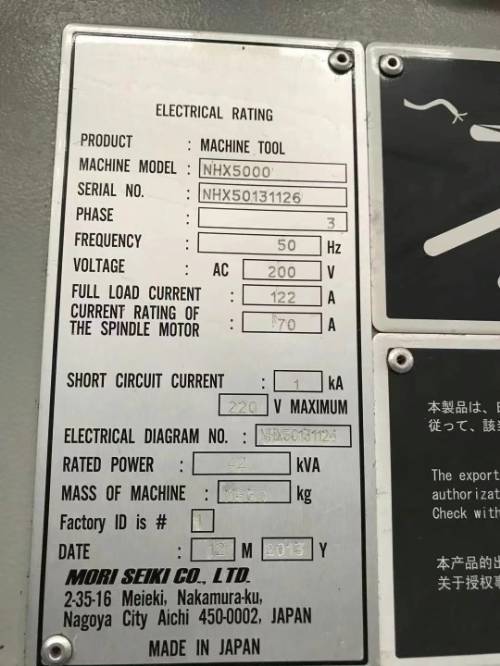 ELECTRICAL RATING
PRODUCT : MACHINE TOOL
MACHINE MODEL : NHX5000
SERIAL NO. : NHX50131126
PHASE : 3
FREQUENCY : 50 Hz
VOLTAGE : AC 200 V
FULL LOAD CURRENT : 122 A
CURRENT RATING OF
THE SPINDLE MOTOR : 70 A
SHORT CIRCUIT CURRENT : 1 kA
220 V MAXIMUM
ELECTRICAL DIAGRAM NO. : NHX50131126
RATED POWER : kVA
MASS OF MACHINE : kg
Factory ID is # 1
DATE : 12 M 2013 Y
MORI SEIKI CO., LTD.
2-35-16 Meieki, Nakamura-ku,
Nagoya City Aichi 450-0002, JAPAN
MADE IN JAPAN
本製品は、
従って、該
The export
authorizat
Check with
本产品的出
关于授权